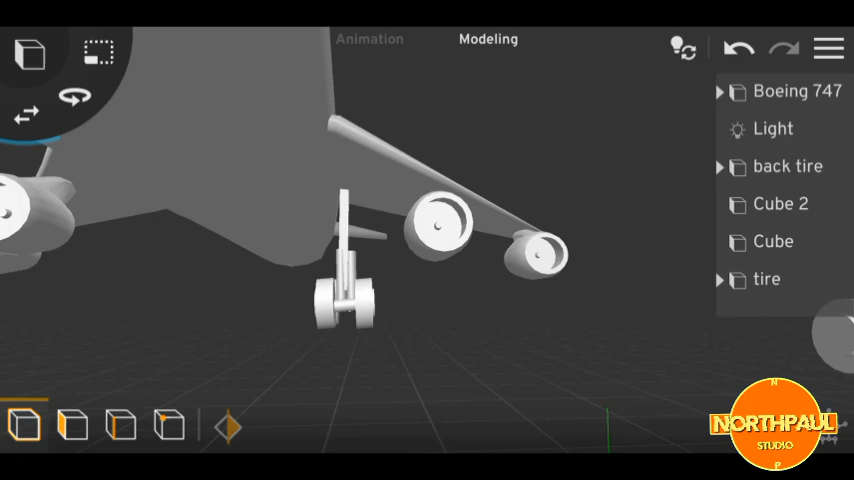 Animation
Modeling
Boeing 747
Light
back tire
Cube 2
Cube
tire
N
NORTHPAUL
STUDIO
P